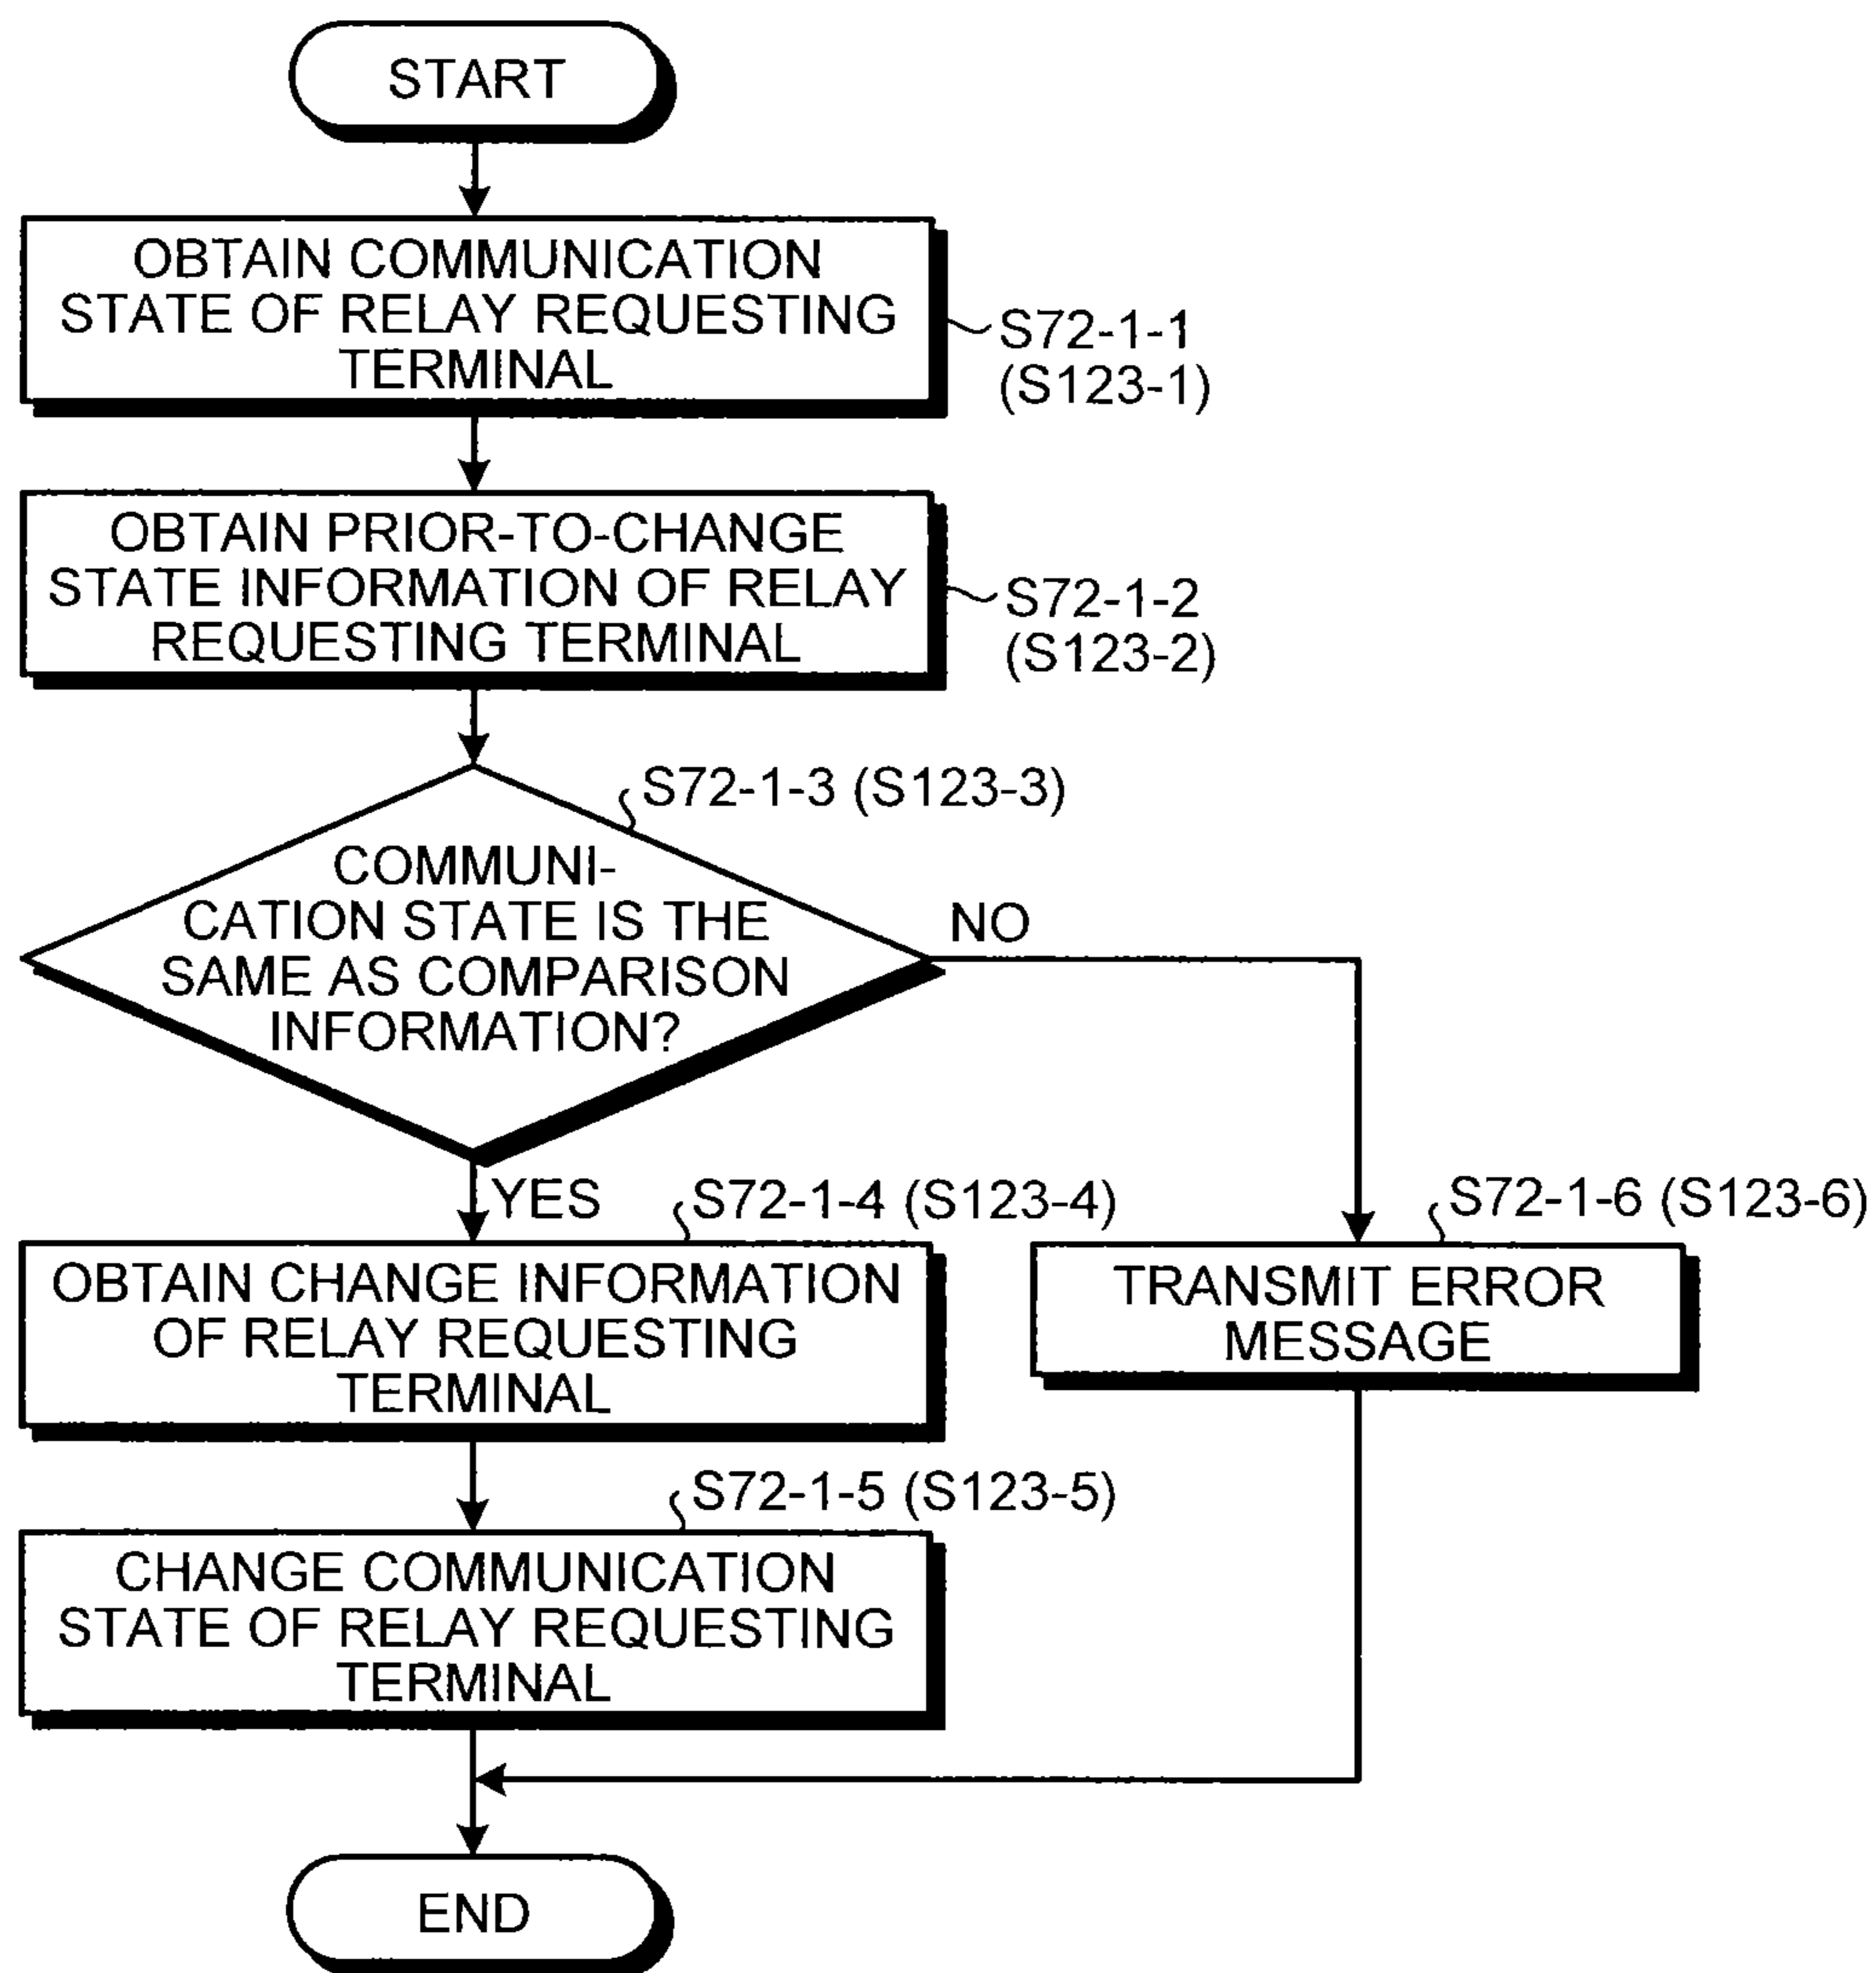 START
OBTAIN COMMUNICATION
STATE OF RELAY REQUESTING
TERMINAL
S72-1-1
(S123-1)
OBTAIN PRIOR-TO-CHANGE
STATE INFORMATION OF RELAY
REQUESTING TERMINAL
S72-1-2
(S123-2)
S72-1-3 (S123-3)
COMMUNI-
CATION STATE IS THE
SAME AS COMPARISON
INFORMATION?
NO
YES
S72-1-4 (S123-4)
OBTAIN CHANGE INFORMATION
OF RELAY REQUESTING
TERMINAL
S72-1-6 (S123-6)
TRANSMIT ERROR
MESSAGE
S72-1-5 (S123-5)
CHANGE COMMUNICATION
STATE OF RELAY REQUESTING
TERMINAL
END